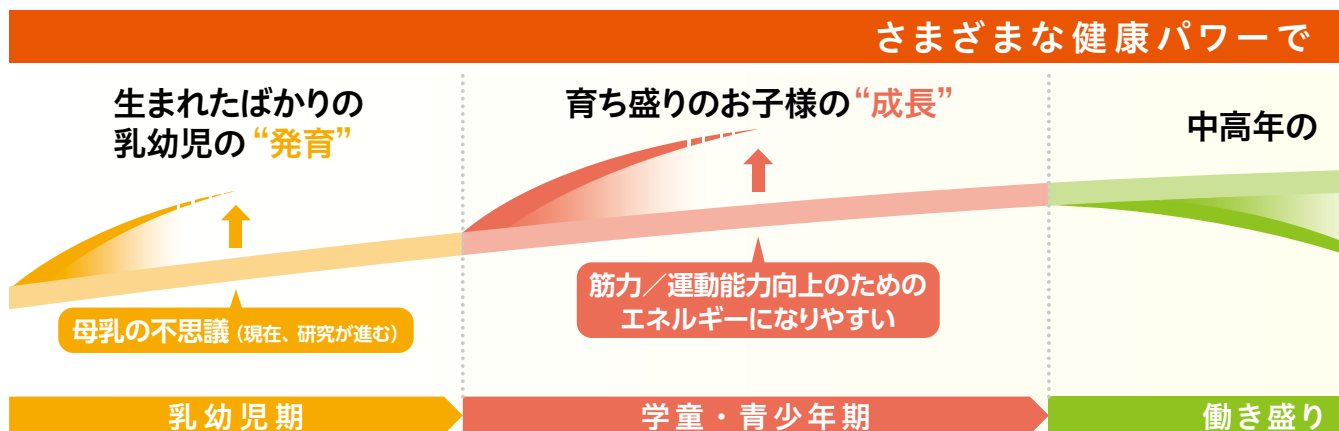 さまざまな健康パワーで
生まれたばかりの
乳幼児の“発育”
育ち盛りのお子様の“成長”
中高年の
母乳の不思議（現在、研究が進む）
筋力／運動能力向上のための
エネルギーになりやすい
乳幼児期
学童・青少年期
働き盛り